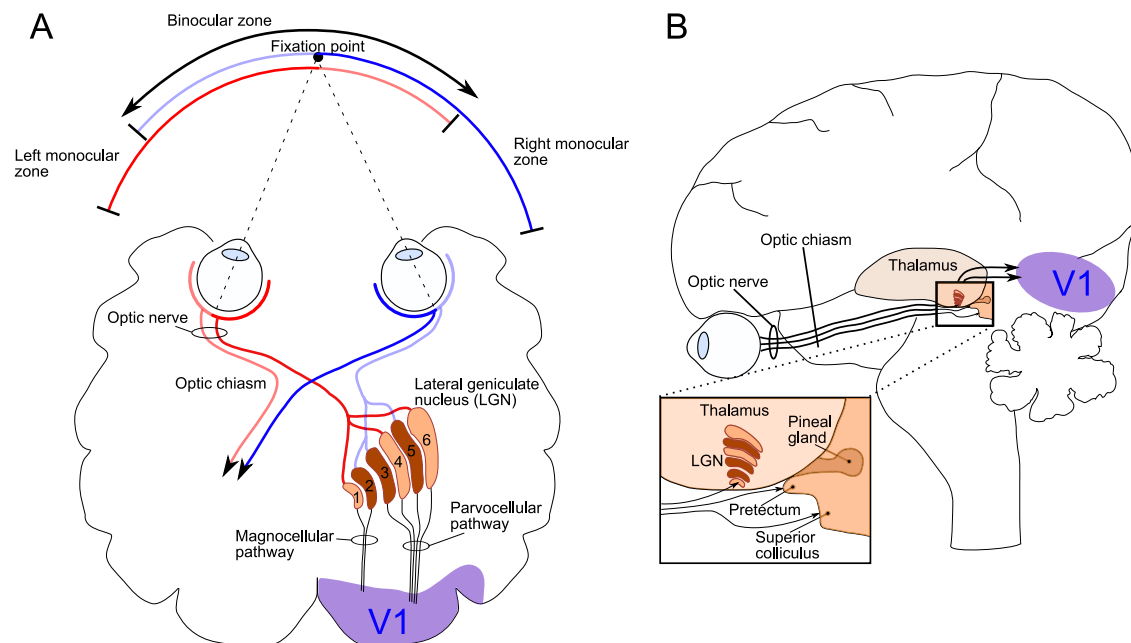 A
Binocular zone
Fixation point
Left monocular
zone
Right monocular
zone
Optic nerve
Optic chiasm
Lateral geniculate
nucleus (LGN)
1
2
3
4
5
6
Magnocellular
pathway
Parvocellular
pathway
V1
B
Optic chiasm
Optic nerve
Thalamus
V1
Thalamus
LGN
Pineal
gland
Pretectum
Superior
colliculus